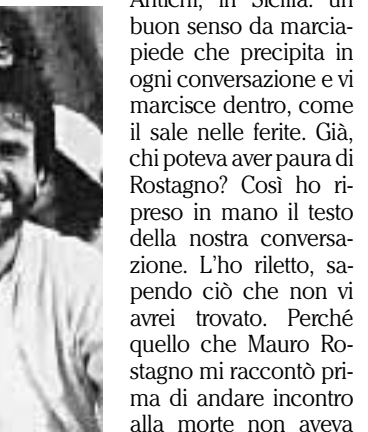 Antichi, in Sicilia: un
buon senso da marcia-
piede che precipita in
ogni conversazione e vi
marcisce dentro, come
il sale nelle ferite. Già,
chi poteva aver paura di
Rostagno? Così ho ri-
preso in mano il testo
della nostra conversa-
zione. L'ho riletto, sa-
pendo ciò che non vi
avrei trovato. Perché
quello che Mauro Ro-
stagno mi raccontò pri-
ma di andare incontro
alla morte non aveva